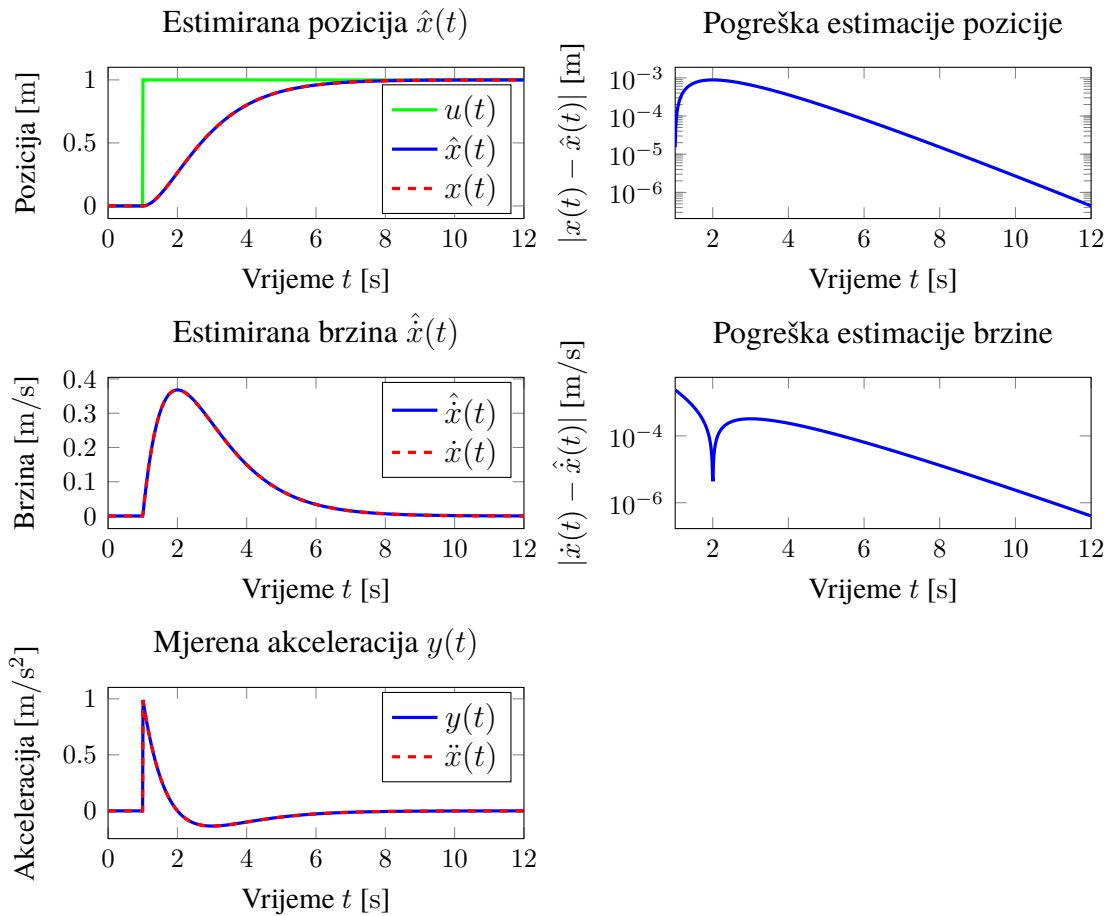 Estimirana pozicija x̂(t)
Pozicija [m]
1
0.5
0
u(t)
x̂(t)
x(t)
0 2 4 6 8 10 12
Vrijeme t [s]
Pogreška estimacije pozicije
|x(t) − x̂(t)| [m]
10⁻³
10⁻⁴
10⁻⁵
10⁻⁶
2 4 6 8 10 12
Vrijeme t [s]
Estimirana brzina ẋ̂(t)
Brzina [m/s]
0.4
0.3
0.2
0.1
0
ẋ̂(t)
ẋ(t)
0 2 4 6 8 10 12
Vrijeme t [s]
Pogreška estimacije brzine
|ẋ(t) − ẋ̂(t)| [m/s]
10⁻⁴
10⁻⁶
2 4 6 8 10 12
Vrijeme t [s]
Mjerena akceleracija y(t)
Akceleracija [m/s²]
1
0.5
0
y(t)
ẍ(t)
0 2 4 6 8 10 12
Vrijeme t [s]